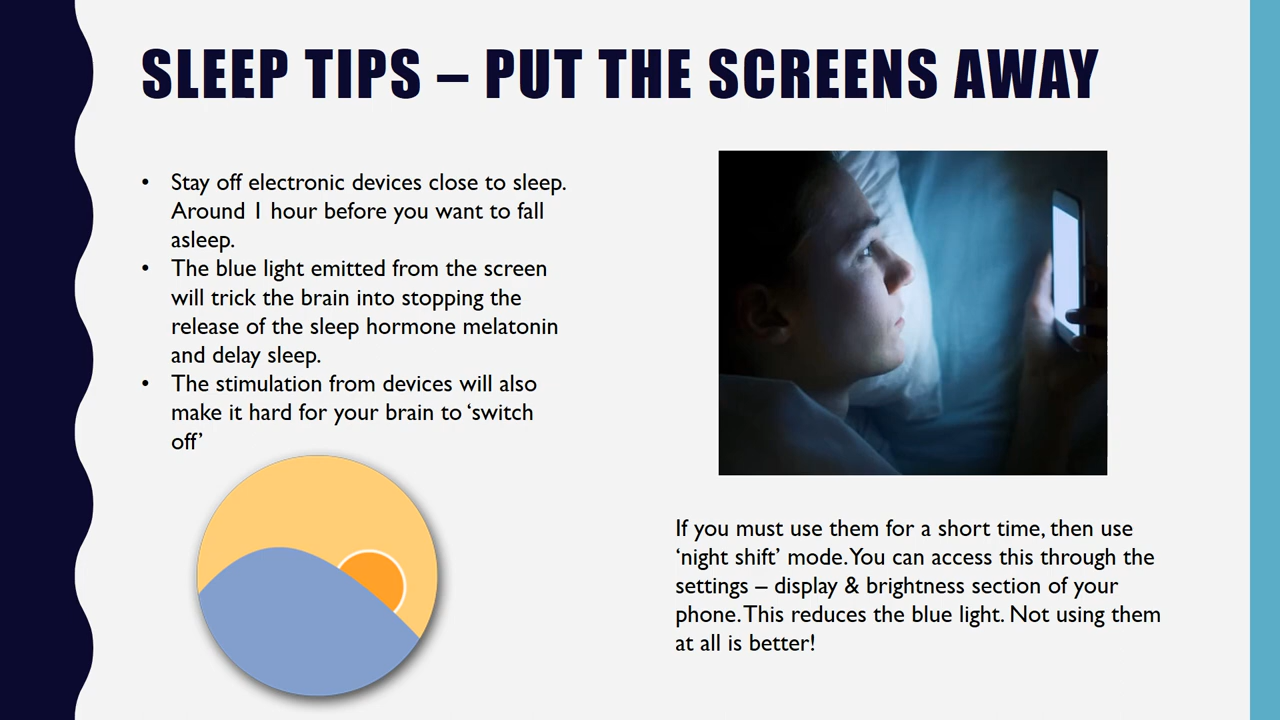 SLEEP TIPS – PUT THE SCREENS AWAY
• Stay off electronic devices close to sleep.
Around 1 hour before you want to fall
asleep.
• The blue light emitted from the screen
will trick the brain into stopping the
release of the sleep hormone melatonin
and delay sleep.
• The stimulation from devices will also
make it hard for your brain to ‘switch
off’
If you must use them for a short time, then use
‘night shift’ mode. You can access this through the
settings – display & brightness section of your
phone. This reduces the blue light. Not using them
at all is better!